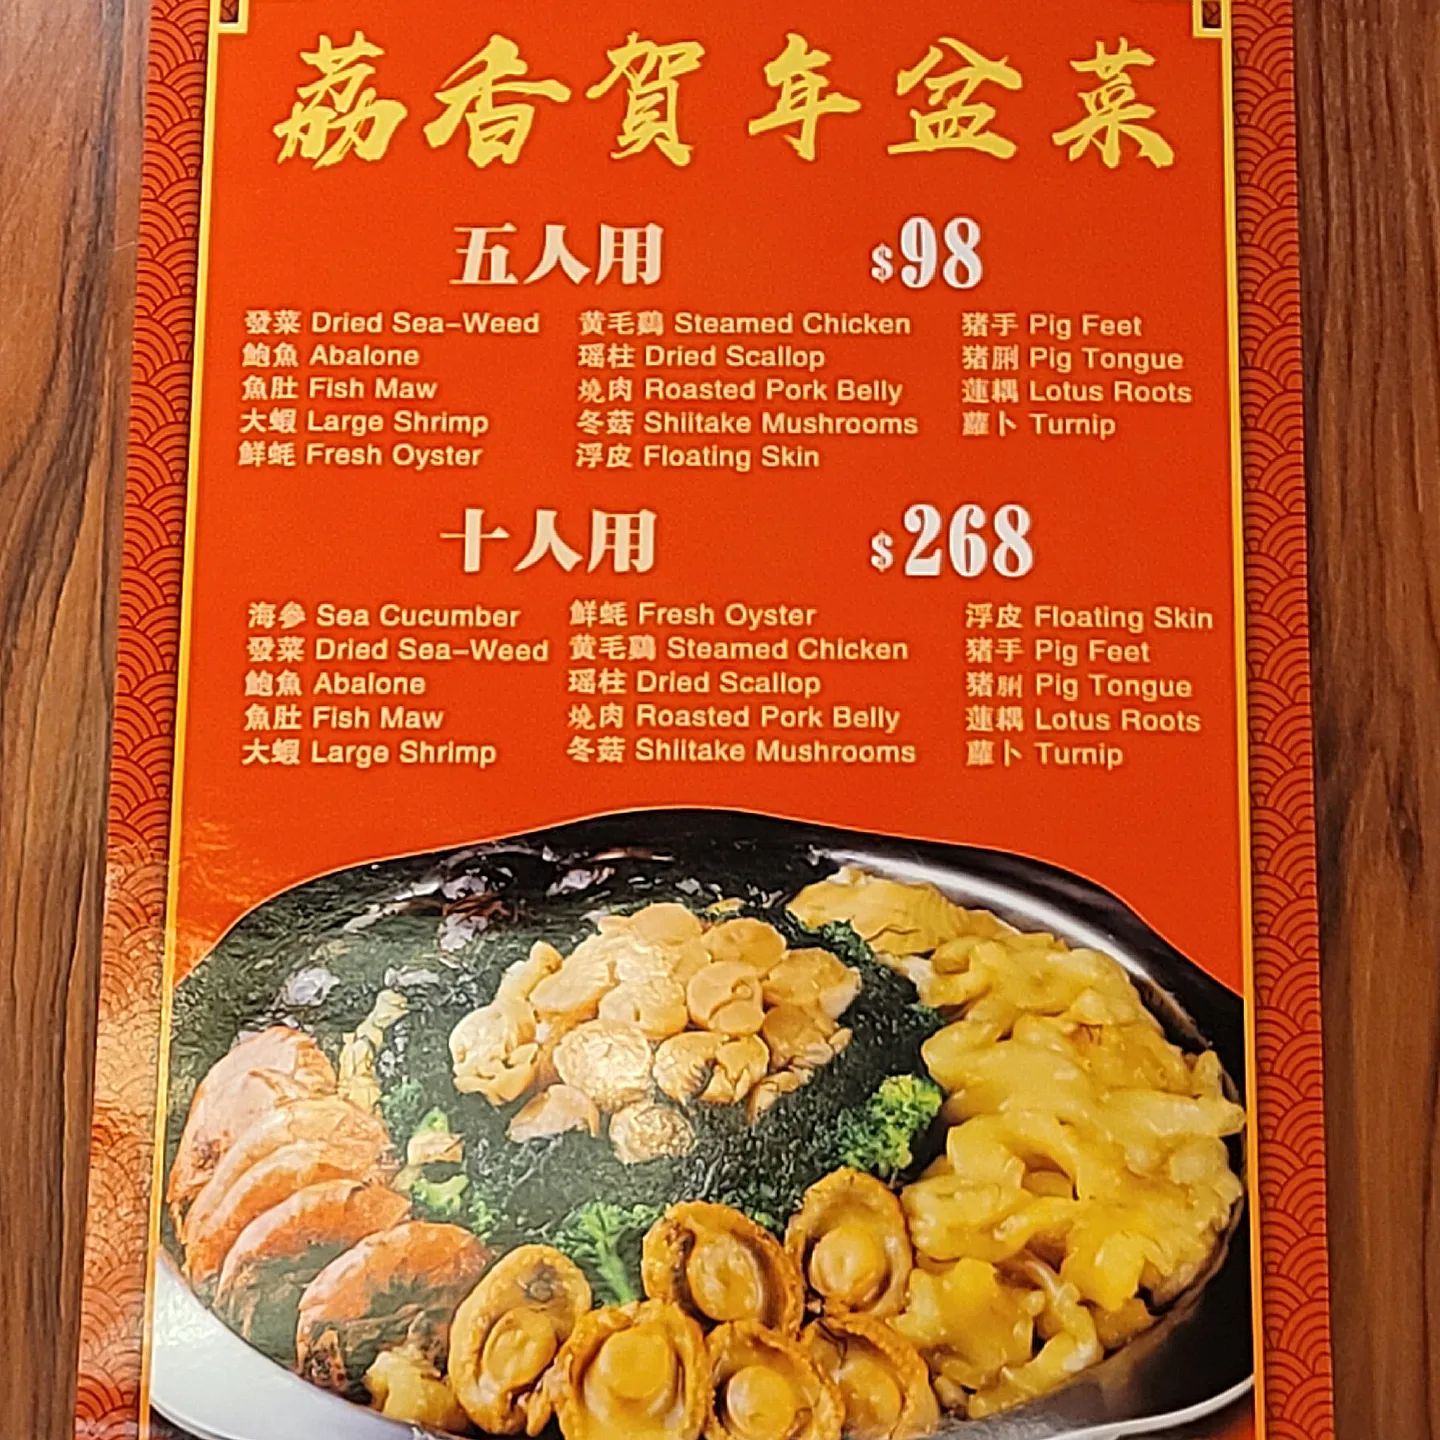 荔香賀年盆菜
五人用 $98
發菜 Dried Sea-Weed 黄毛鷄 Steamed Chicken 猪手 Pig Feet
鮑魚 Abalone 瑶柱 Dried Scallop 猪脷 Pig Tongue
魚肚 Fish Maw 燒肉 Roasted Pork Belly 蓮耦 Lotus Roots
大蝦 Large Shrimp 冬菇 Shiitake Mushrooms 蘿卜 Turnip
鮮蚝 Fresh Oyster 浮皮 Floating Skin
十人用 $268
海參 Sea Cucumber 鮮蚝 Fresh Oyster 浮皮 Floating Skin
發菜 Dried Sea-Weed 黄毛鷄 Steamed Chicken 猪手 Pig Feet
鮑魚 Abalone 瑶柱 Dried Scallop 猪脷 Pig Tongue
魚肚 Fish Maw 燒肉 Roasted Pork Belly 蓮耦 Lotus Roots
大蝦 Large Shrimp 冬菇 Shiitake Mushrooms 蘿卜 Turnip